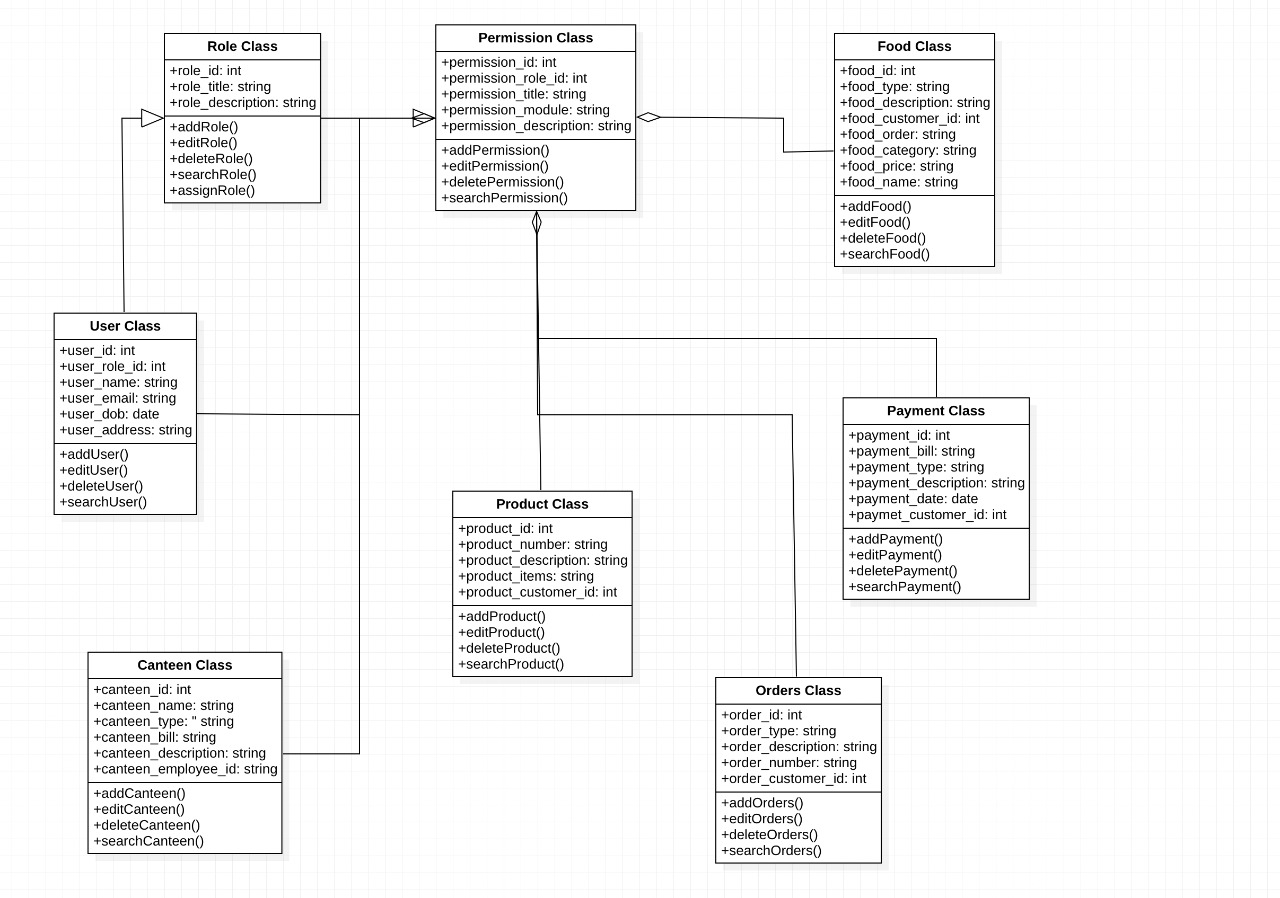 Role Class
+role_id: int
+role_title: string
+role_description: string
+addRole()
+editRole()
+deleteRole()
+searchRole()
+assignRole()
Permission Class
+permission_id: int
+permission_role_id: int
+permission_title: string
+permission_module: string
+permission_description: string
+addPermission()
+editPermission()
+deletePermission()
+searchPermission()
Food Class
+food_id: int
+food_type: string
+food_description: string
+food_customer_id: int
+food_order: string
+food_category: string
+food_price: string
+food_name: string
+addFood()
+editFood()
+deleteFood()
+searchFood()
User Class
+user_id: int
+user_role_id: int
+user_name: string
+user_email: string
+user_dob: date
+user_address: string
+addUser()
+editUser()
+deleteUser()
+searchUser()
Payment Class
+payment_id: int
+payment_bill: string
+payment_type: string
+payment_description: string
+payment_date: date
+paymet_customer_id: int
+addPayment()
+editPayment()
+deletePayment()
+searchPayment()
Product Class
+product_id: int
+product_number: string
+product_description: string
+product_items: string
+product_customer_id: int
+addProduct()
+editProduct()
+deleteProduct()
+searchProduct()
Canteen Class
+canteen_id: int
+canteen_name: string
+canteen_type: " string
+canteen_bill: string
+canteen_description: string
+canteen_employee_id: string
+addCanteen()
+editCanteen()
+deleteCanteen()
+searchCanteen()
Orders Class
+order_id: int
+order_type: string
+order_description: string
+order_number: string
+order_customer_id: int
+addOrders()
+editOrders()
+deleteOrders()
+searchOrders()